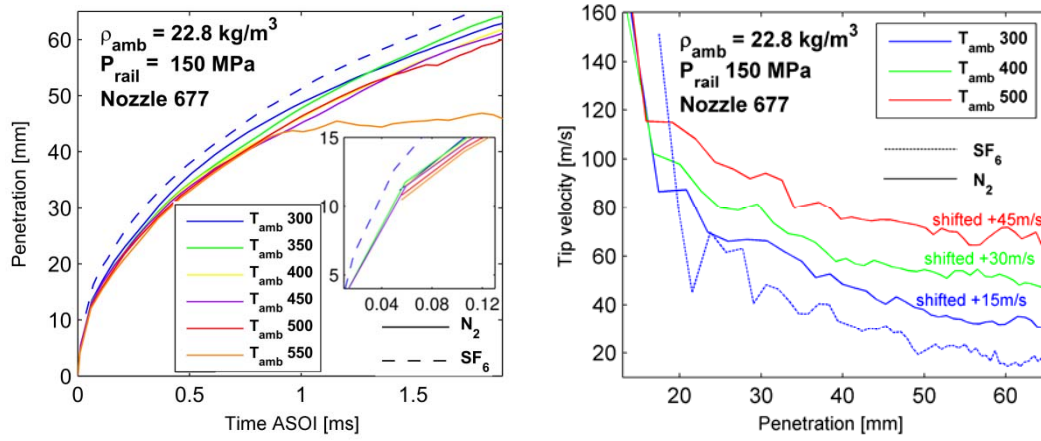 ρamb = 22.8 kg/m³
Prail = 150 MPa
Nozzle 677
Penetration [mm]
60
50
40
30
20
10
0
15
10
5
0.04 0.08 0.12
Tamb 300
Tamb 350
Tamb 400
Tamb 450
Tamb 500
Tamb 550
N2
SF6
0 0.5 1 1.5
Time ASOI [ms]
ρamb = 22.8 kg/m³
Prail 150 MPa
Nozzle 677
Tamb 300
Tamb 400
Tamb 500
SF6
N2
Tip velocity [m/s]
160
140
120
100
80
60
40
20
shifted +45m/s
shifted +30m/s
shifted +15m/s
20 30 40 50 60
Penetration [mm]